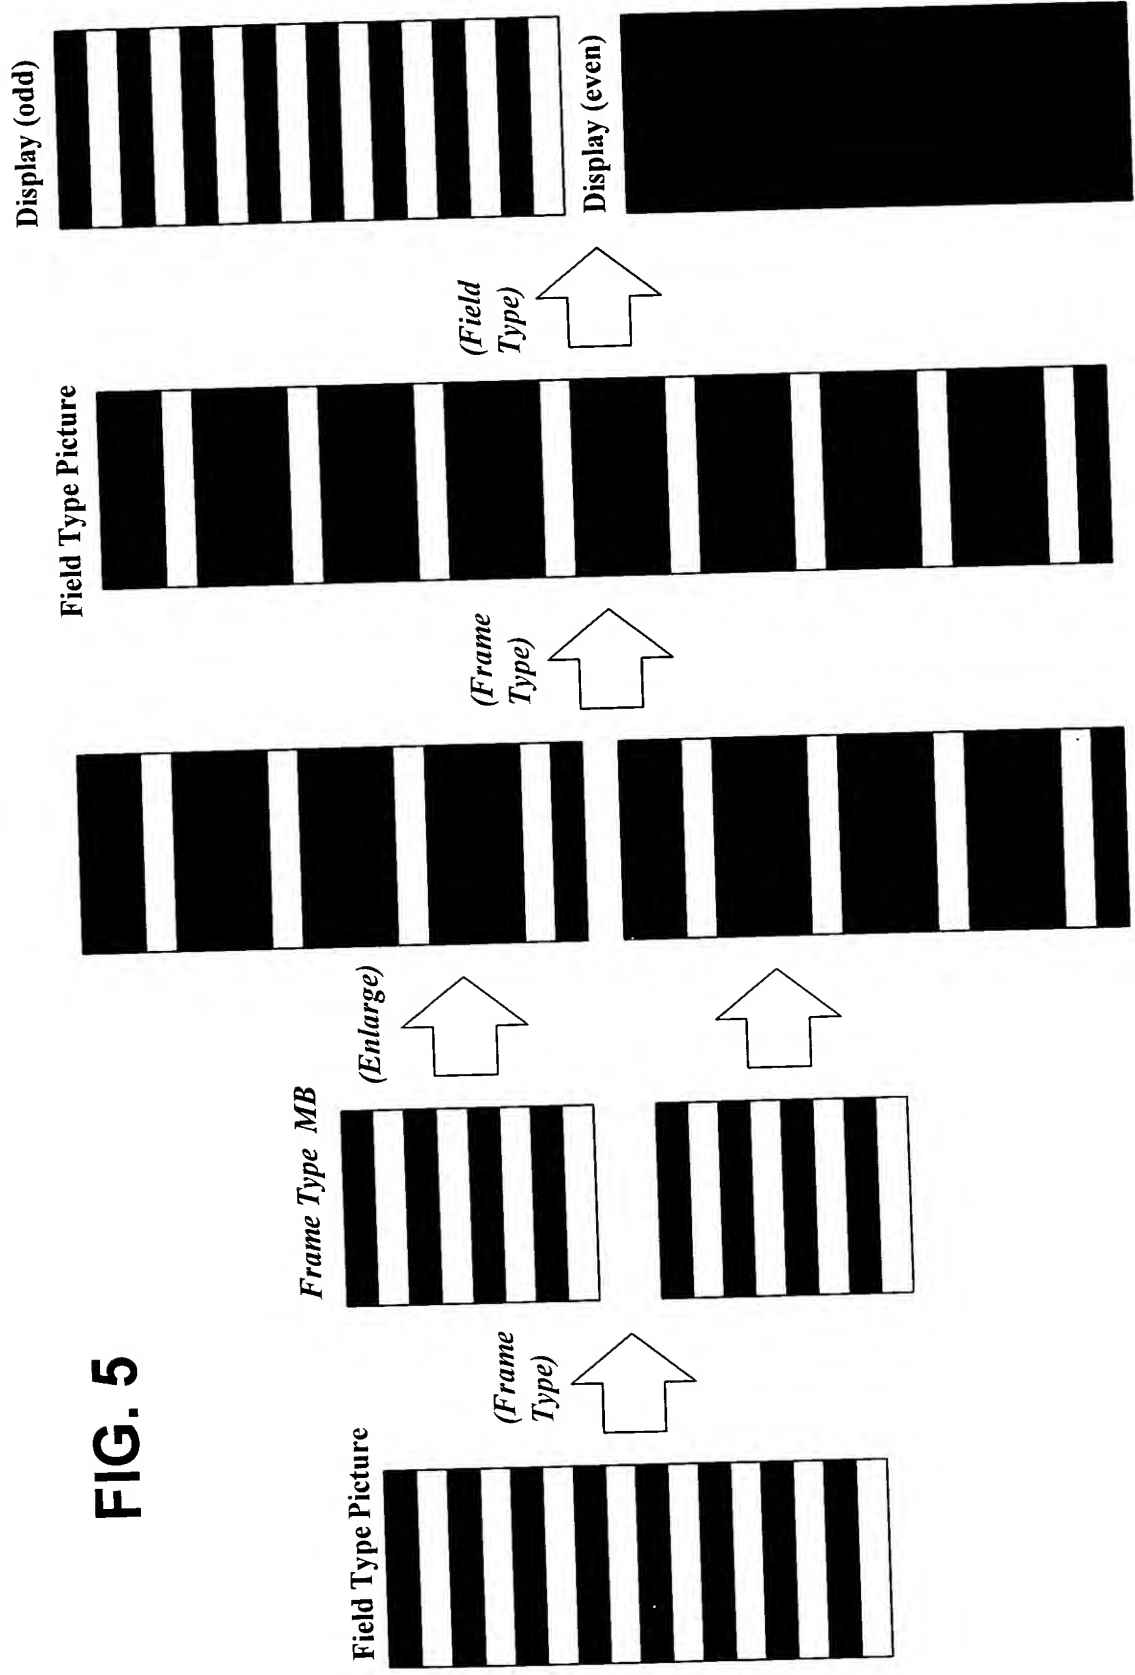 FIG. 5
Field Type Picture
(Frame
Type)
Frame Type MB
(Enlarge)
(Frame
Type)
Field Type Picture
(Field
Type)
Display (odd)
Display (even)